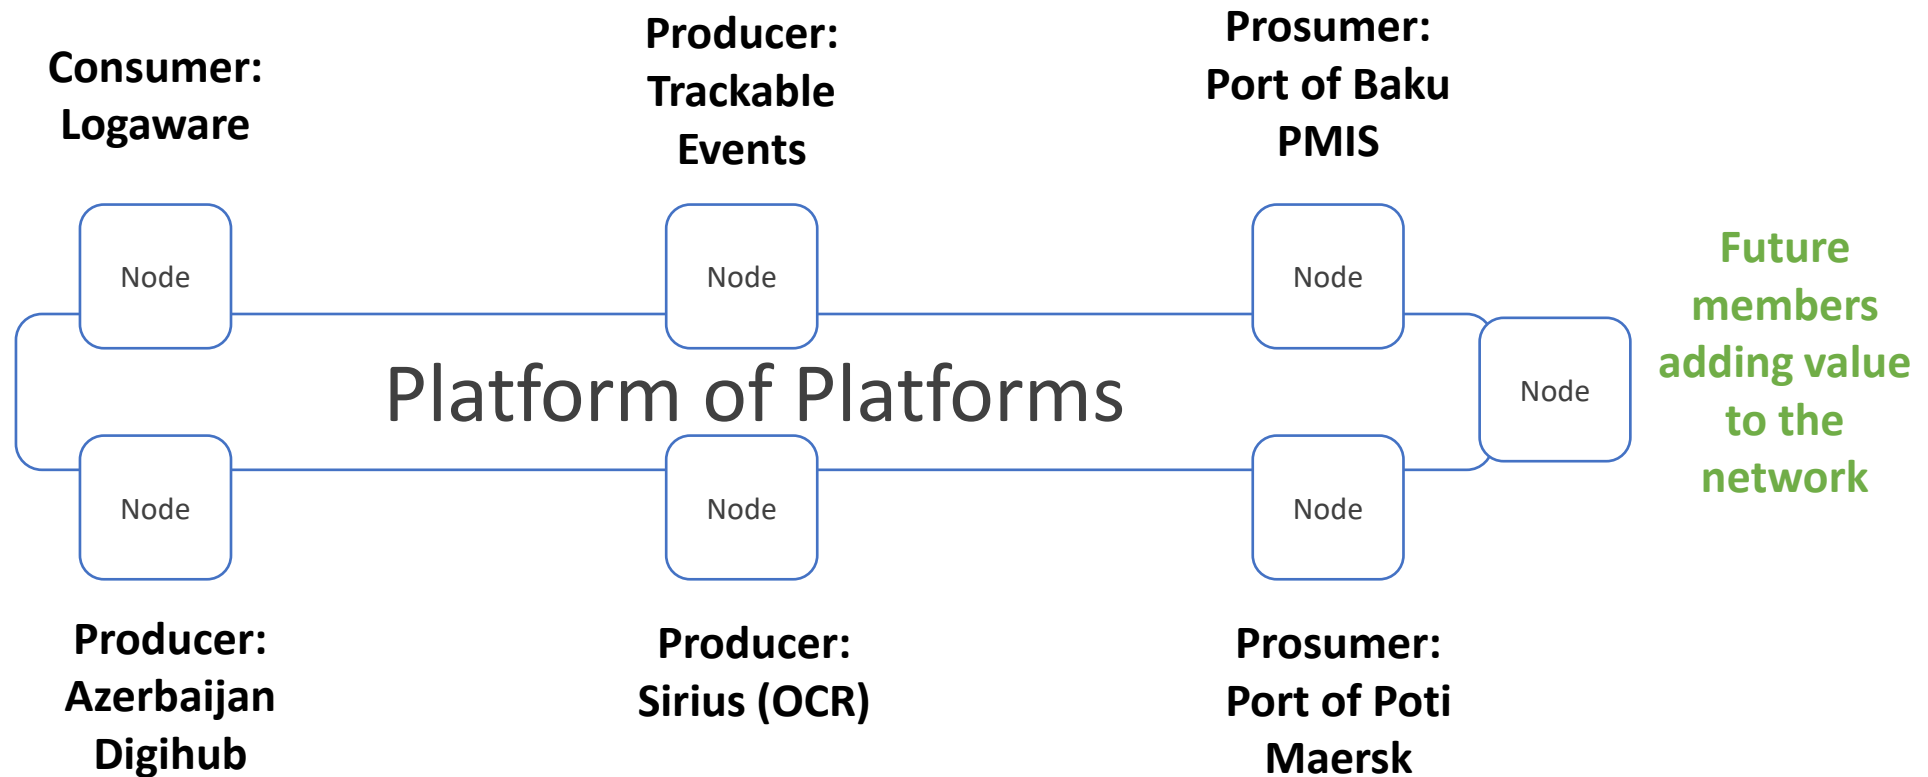 Consumer:
Logaware
Producer:
Trackable
Events
Prosumer:
Port of Baku
PMIS
Node
Node
Node
Future
members
adding value
to the
network
Platform of Platforms
Node
Node
Node
Node
Producer:
Azerbaijan
Digihub
Producer:
Sirius (OCR)
Prosumer:
Port of Poti
Maersk